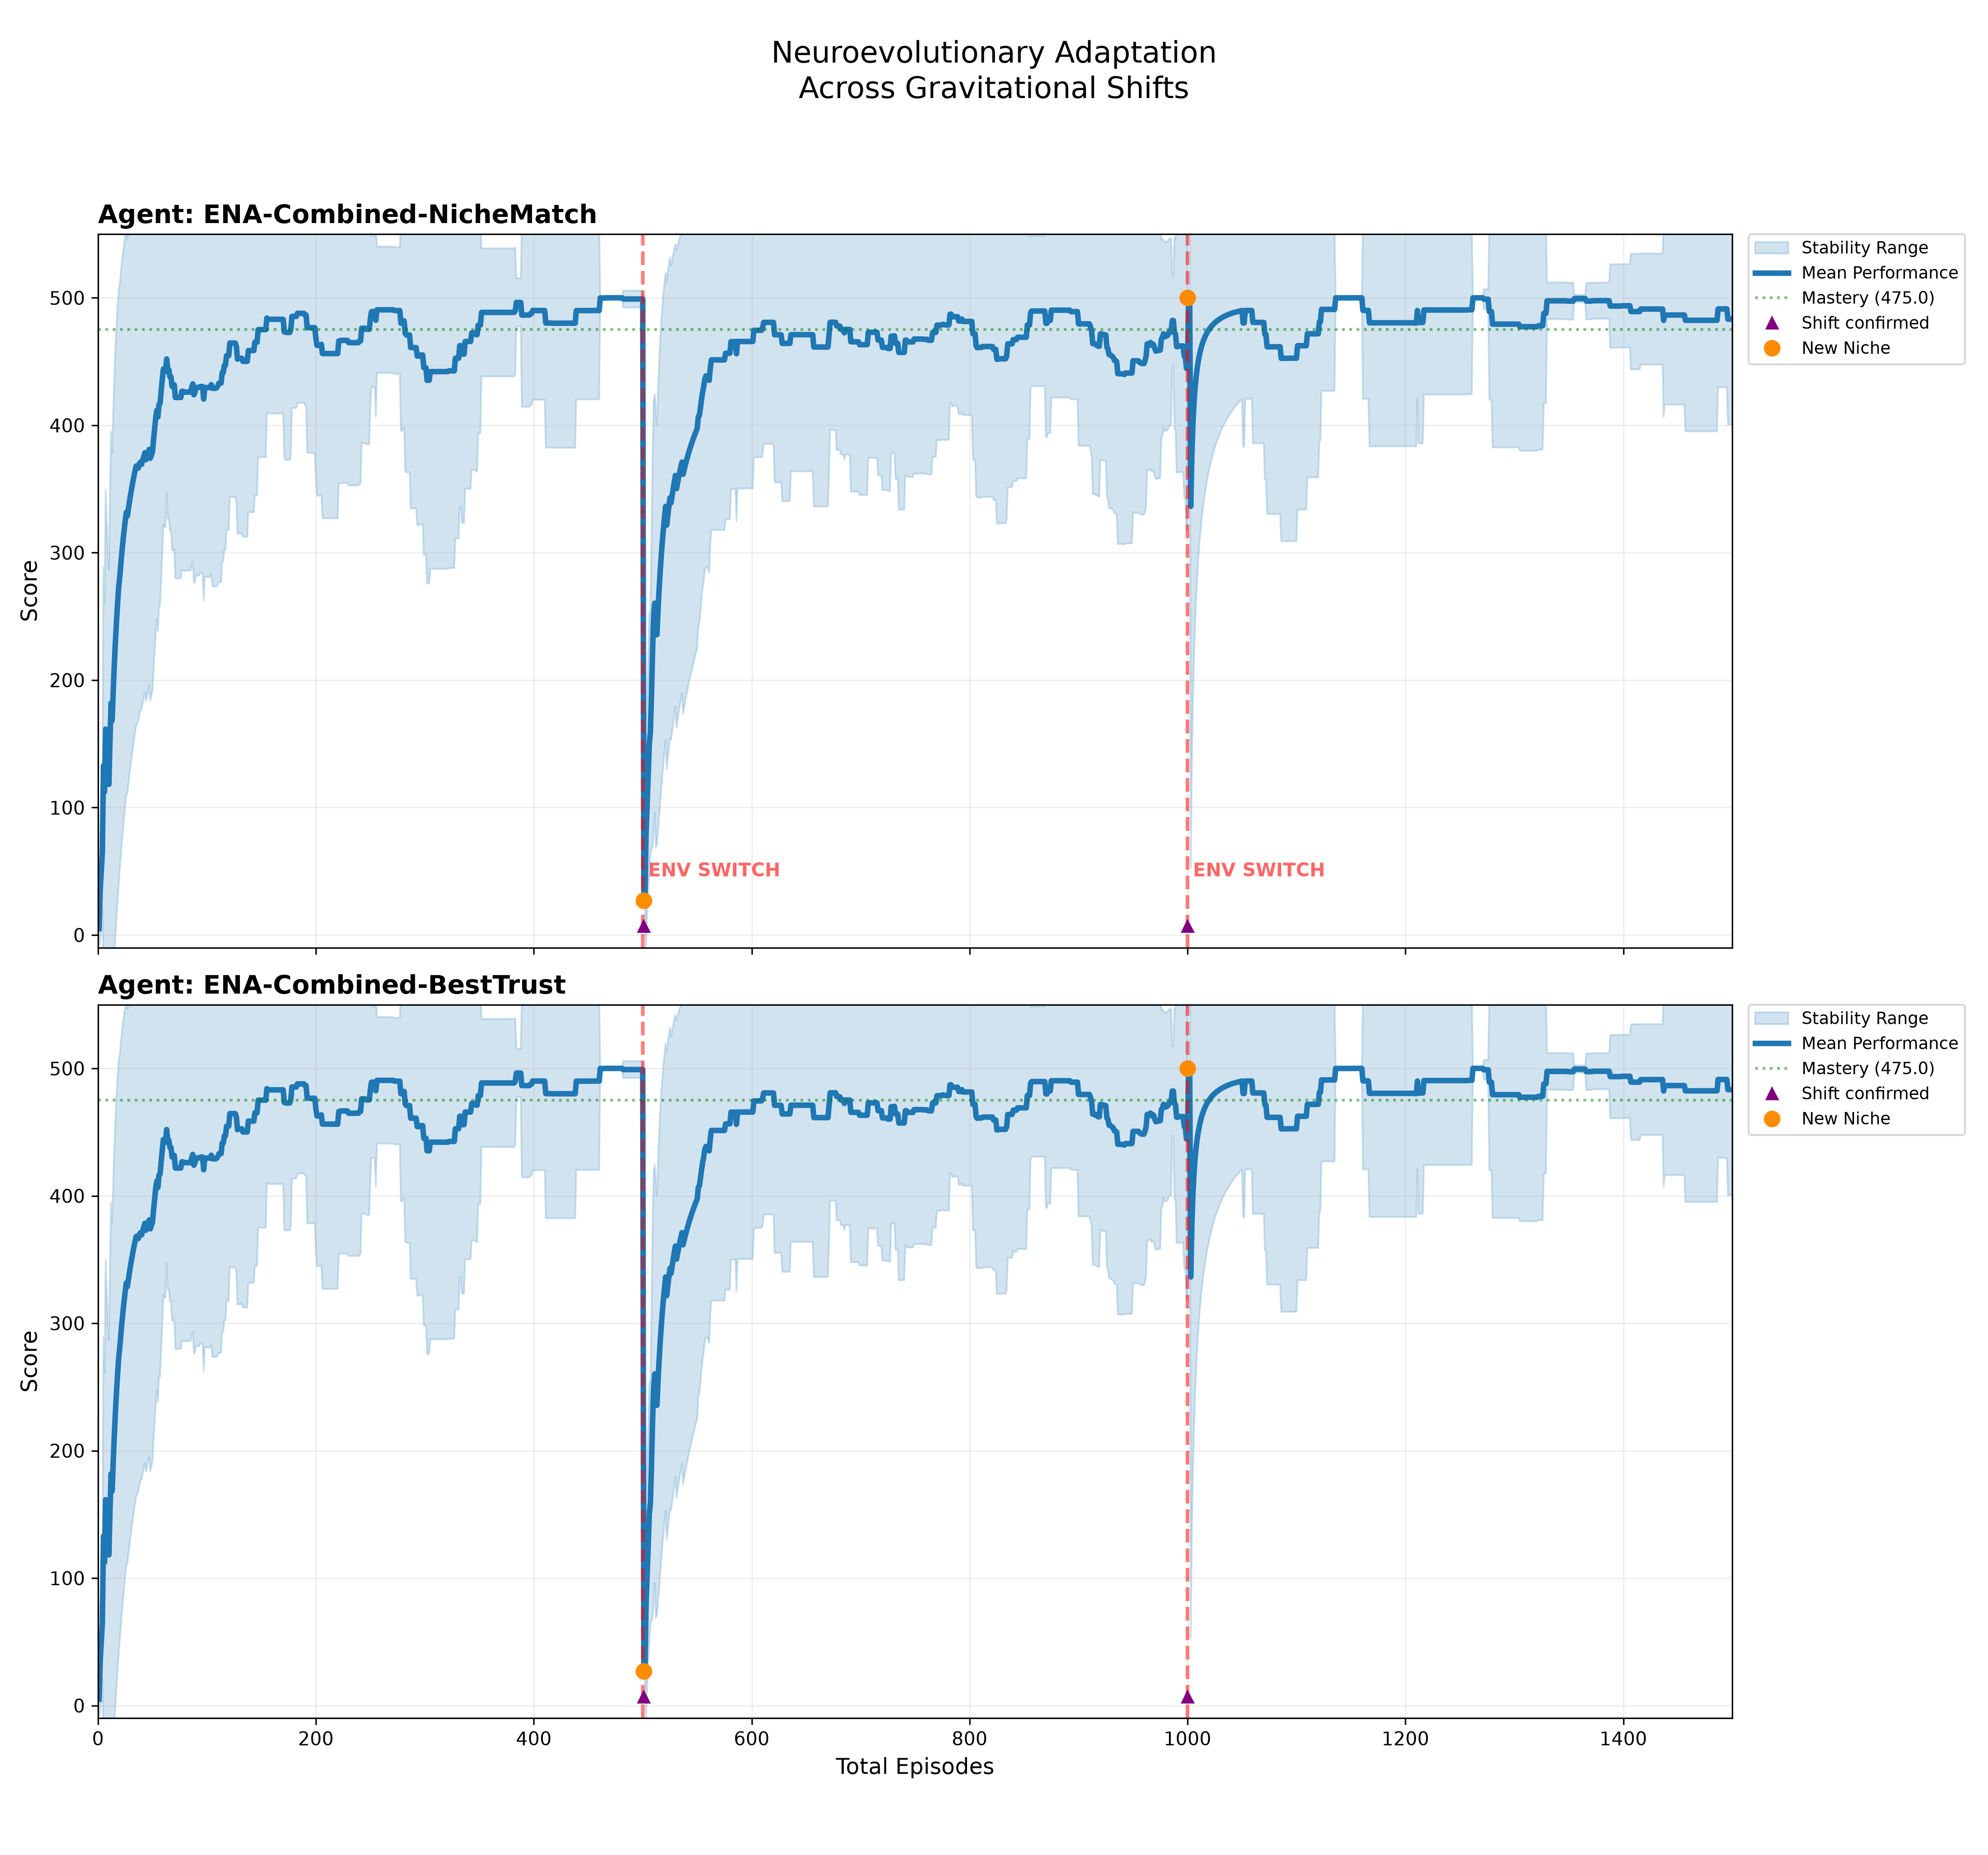 Neuroevolutionary Adaptation
Across Gravitational Shifts
Agent: ENA-Combined-NicheMatch
Score
500
400
300
200
100
0
ENV SWITCH
ENV SWITCH
Stability Range
Mean Performance
Mastery (475.0)
Shift confirmed
New Niche
Agent: ENA-Combined-BestTrust
Score
500
400
300
200
100
0
0
200
400
600
800
1000
1200
1400
Total Episodes
Stability Range
Mean Performance
Mastery (475.0)
Shift confirmed
New Niche